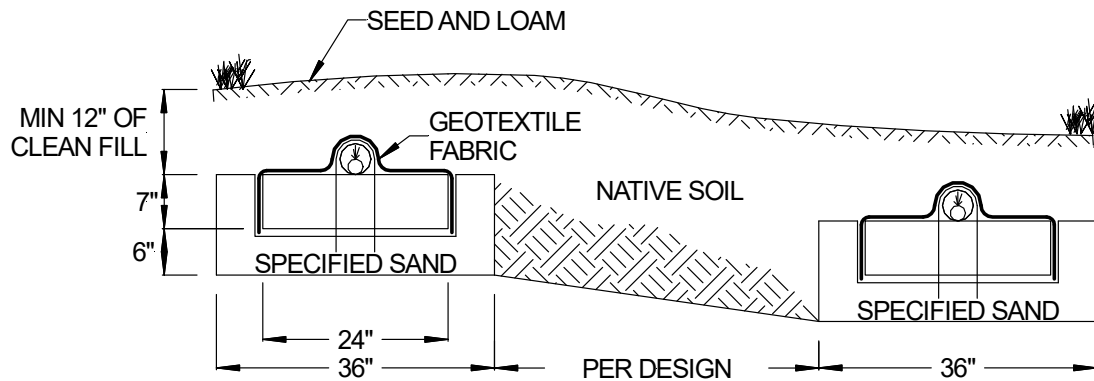 SEED AND LOAM
MIN 12" OF
CLEAN FILL
GEOTEXTILE
FABRIC
7"
NATIVE SOIL
6"
SPECIFIED SAND
SPECIFIED SAND
24"
36"
PER DESIGN
36"